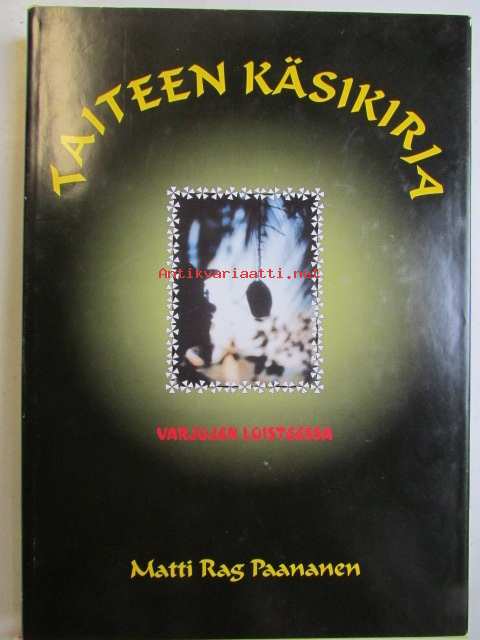 TAITEEN KÄSIKIRJA
Antikvariaatti.net
VARJOJEN LOISTEESSA
Matti Rag Paananen